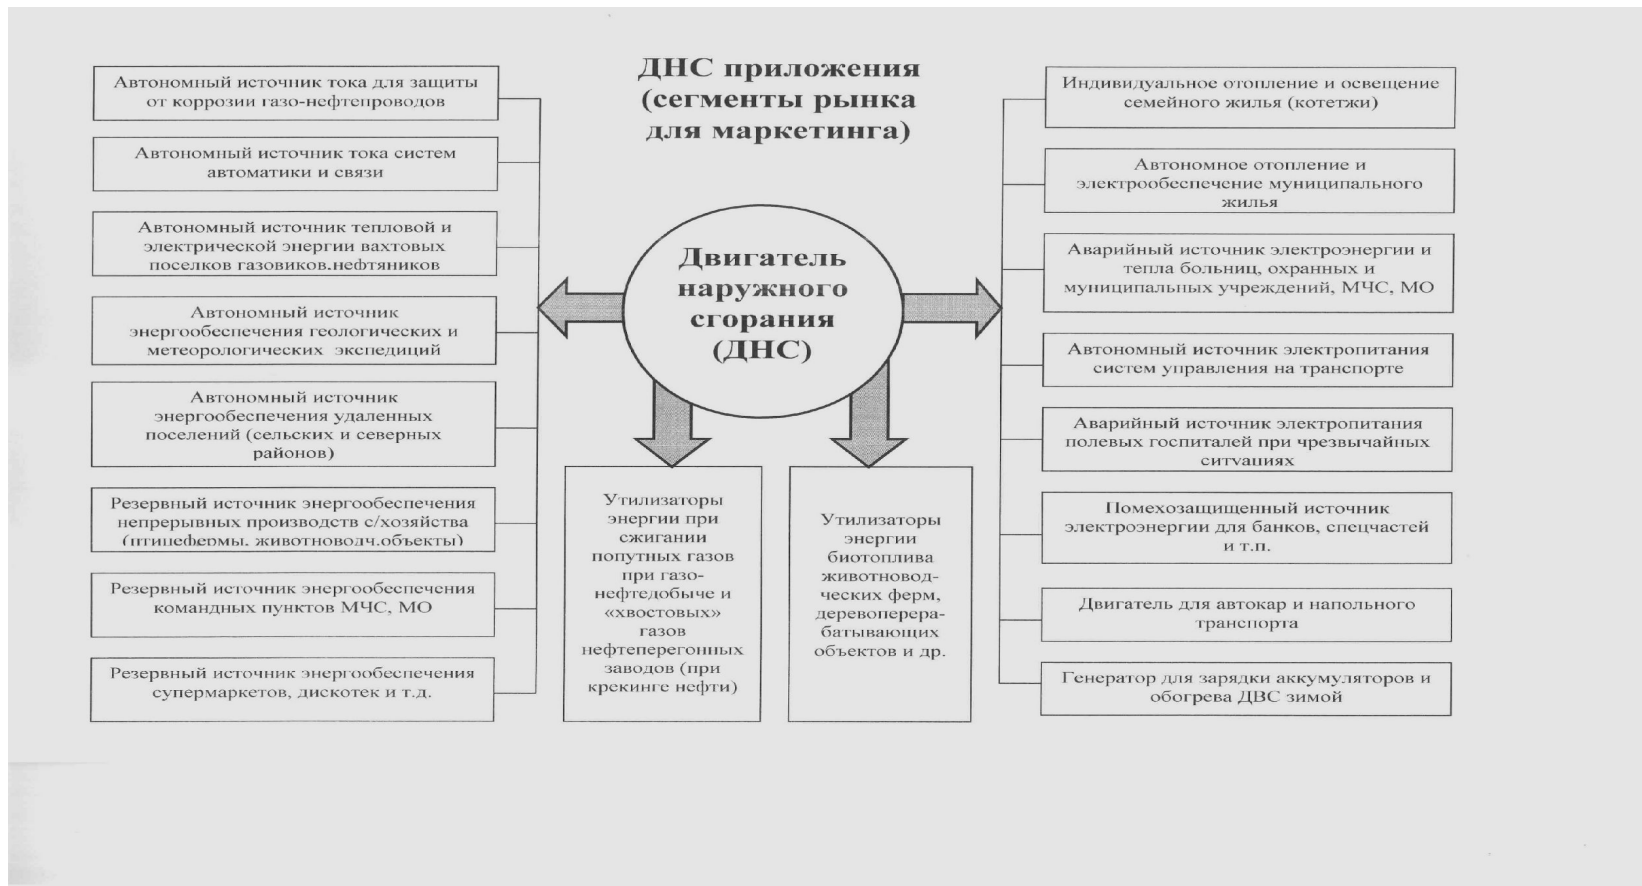 ДНС приложения
(сегменты рынка
для маркетинга)
Автономный источник тока для защиты
от коррозии газо-нефтепроводов
Автономный источник тока систем
автоматики и связи
Автономный источник тепловой и
электрической энергии вахтовых
поселков газовиков,нефтяников
Автономный источник
энергообеспечения геологических и
метеорологических экспедиций
Автономный источник
энергообеспечения удаленных
поселений (сельских и северных
районов)
Резервный источник энергообеспечения
непрерывных производств с/хозяйства
(птицефермы, животноводч.объекты)
Резервный источник энергообеспечения
командных пунктов МЧС, МО
Резервный источник энергообеспечения
супермаркетов, дискотек и т.д.
Двигатель
наружного
сгорания
(ДНС)
Утилизаторы
энергии при
сжигании
попутных газов
при газо-
нефтедобыче и
«хвостовых»
газов
нефтеперегонных
заводов (при
крекинге нефти)
Утилизаторы
энергии
биотоплива
животновод-
ческих ферм,
деревоперера-
батывающих
объектов и др.
Индивидуальное отопление и освещение
семейного жилья (котетжи)
Автономное отопление и
электрообеспечение муниципального
жилья
Аварийный источник электроэнергии и
тепла больниц, охранных и
муниципальных учреждений, МЧС, МО
Автономный источник электропитания
систем управления на транспорте
Аварийный источник электропитания
полевых госпиталей при чрезвычайных
ситуациях
Помехозащищенный источник
электроэнергии для банков, спецчастей
и т.п.
Двигатель для автокар и напольного
транспорта
Генератор для зарядки аккумуляторов и
обогрева ДВС зимой